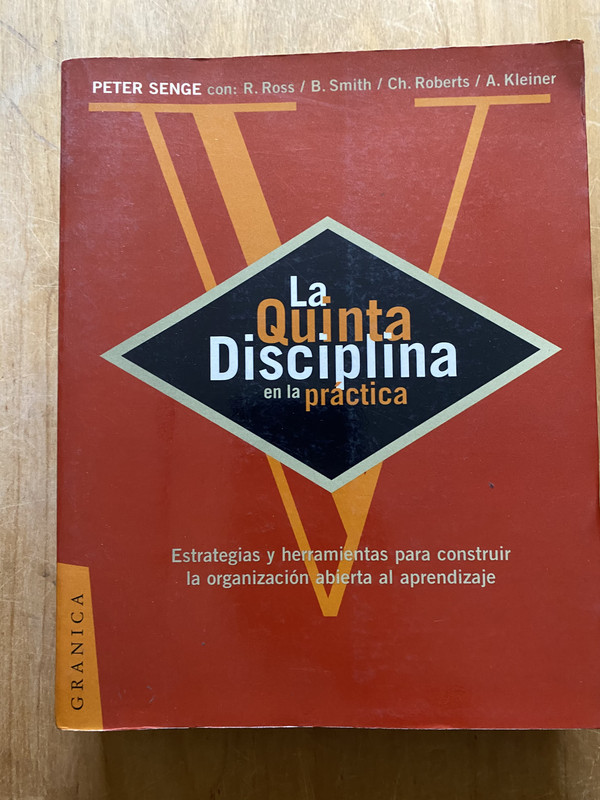 PETER SENGE con: R. Ross / B. Smith / Ch. Roberts / A. Kleiner
V
La
Quinta
Disciplina
en la práctica
Estrategias y herramientas para construir
la organización abierta al aprendizaje
GRANICA